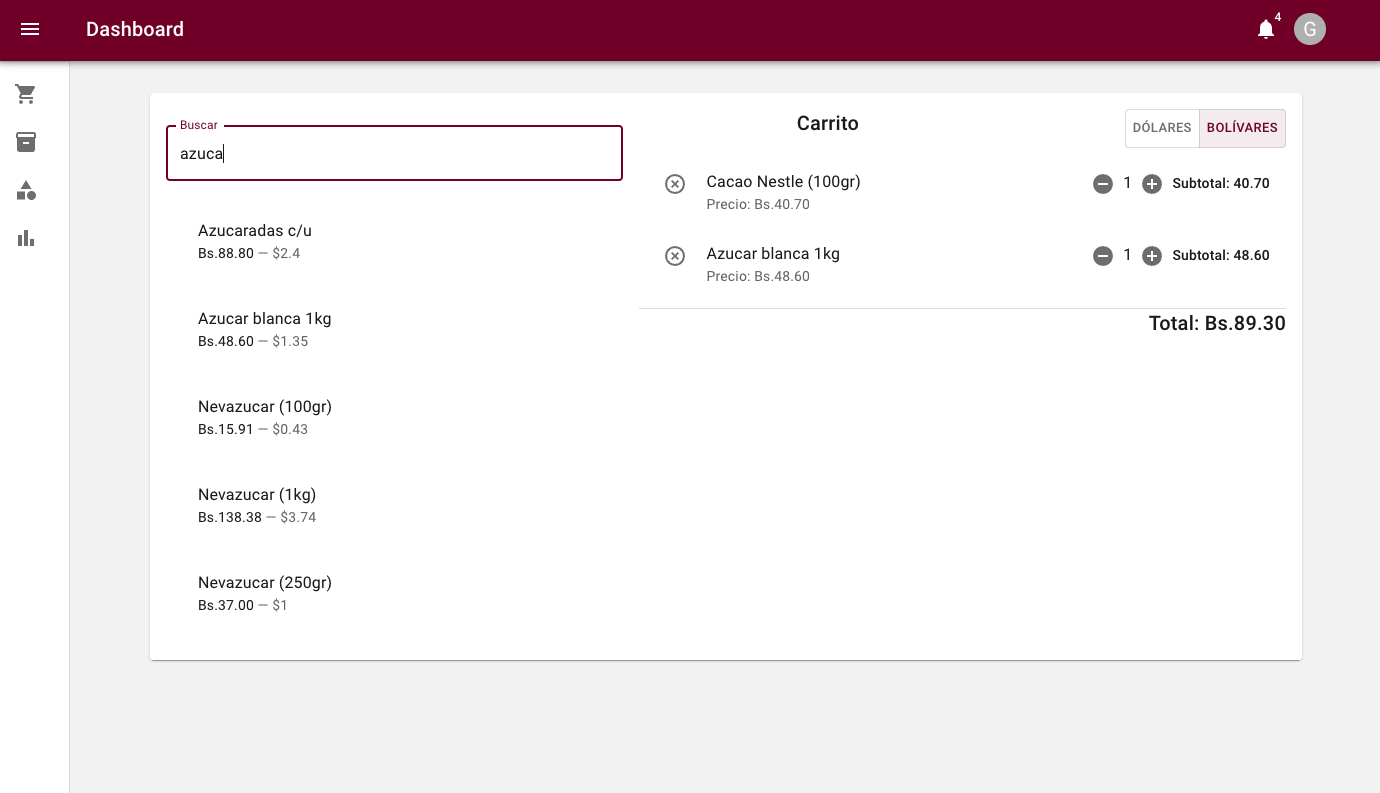 Dashboard
4
G
Buscar
azuca
Azucaradas c/u
Bs.88.80 — $2.4
Azucar blanca 1kg
Bs.48.60 — $1.35
Nevazucar (100gr)
Bs.15.91 — $0.43
Nevazucar (1kg)
Bs.138.38 — $3.74
Nevazucar (250gr)
Bs.37.00 — $1
Carrito
DÓLARES BOLÍVARES
Cacao Nestle (100gr) 1 Subtotal: 40.70
Precio: Bs.40.70
Azucar blanca 1kg 1 Subtotal: 48.60
Precio: Bs.48.60
Total: Bs.89.30